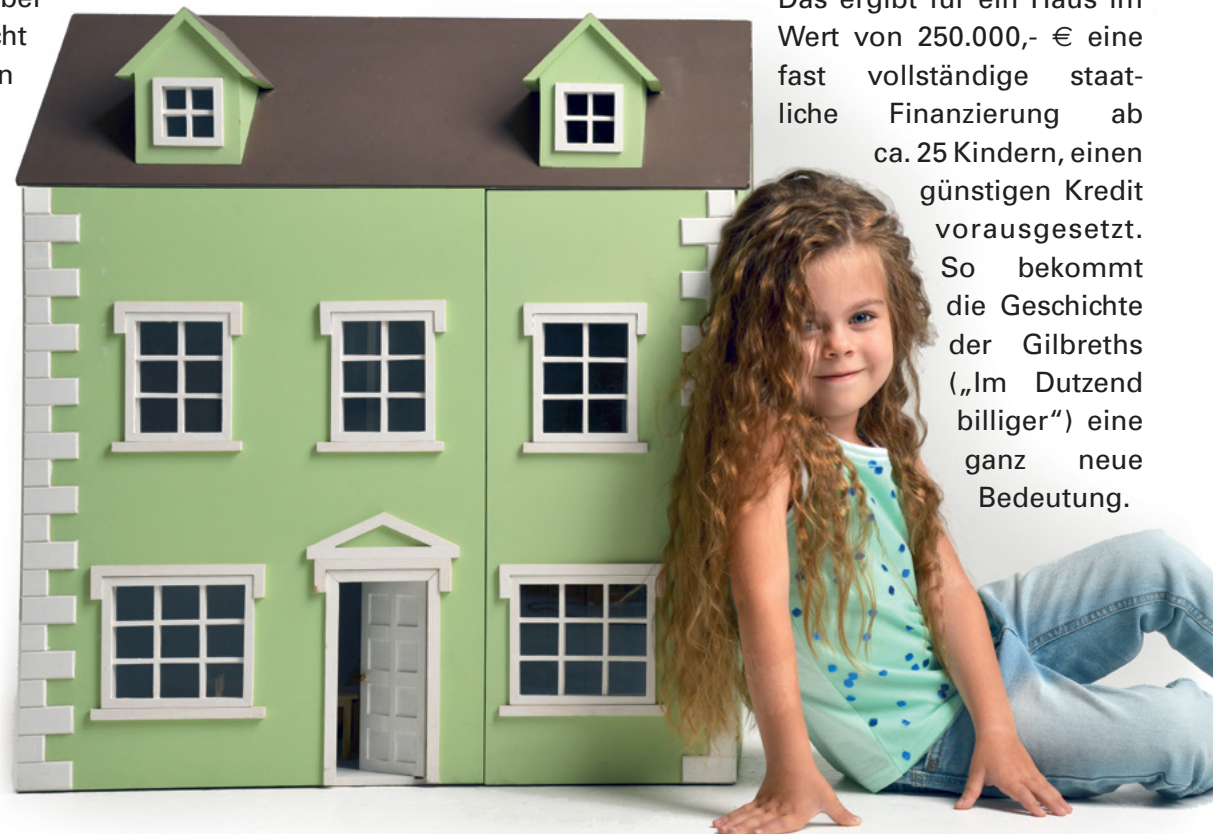 cht
n
Das ergibt für ein Haus im
Wert von 250.000,- € eine
fast vollständige staat-
liche Finanzierung ab
ca. 25 Kindern, einen
günstigen Kredit
vorausgesetzt.
So bekommt
die Geschichte
der Gilbreths
(„Im Dutzend
billiger“) eine
ganz neue
Bedeutung.